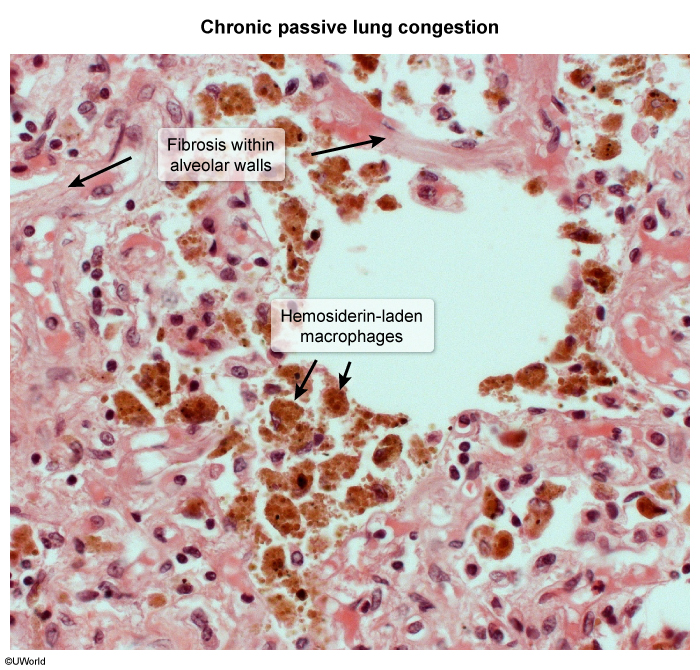 Chronic passive lung congestion
Fibrosis within
alveolar walls
Hemosiderin-laden
macrophages
©UWorld